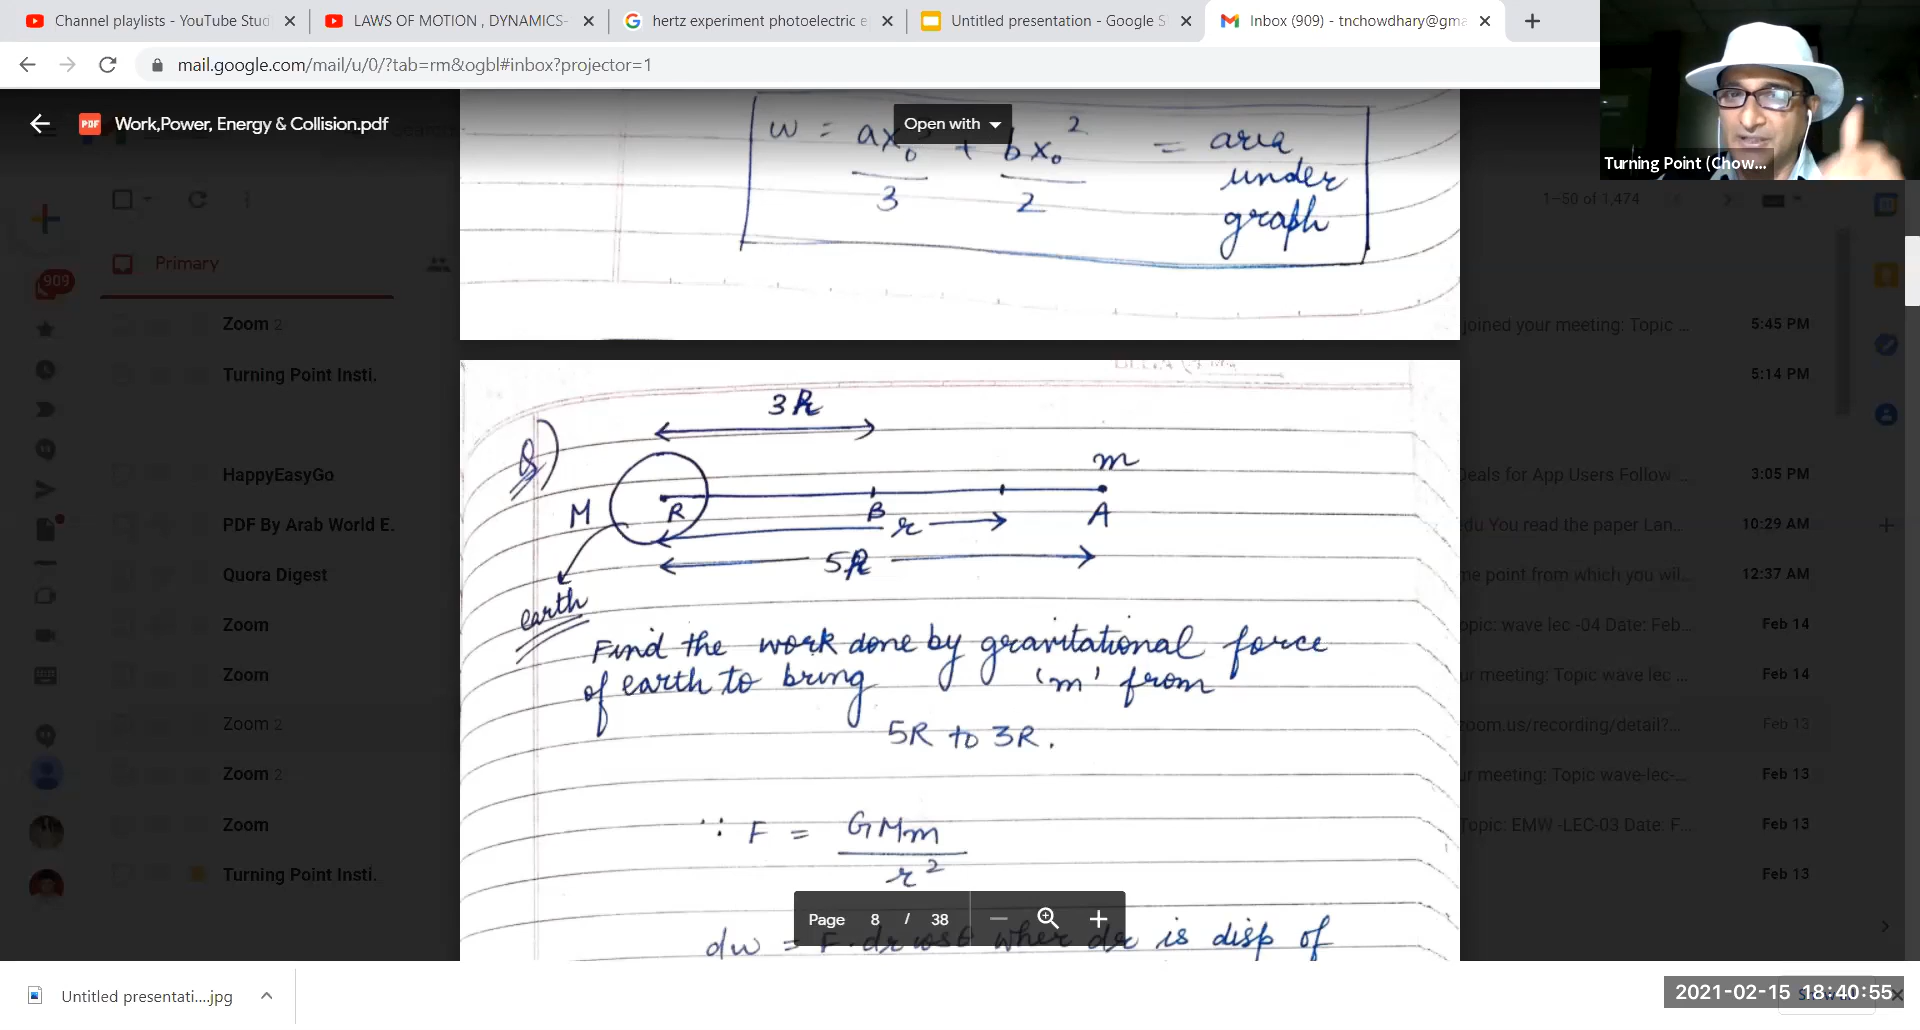 Channel playlists - YouTube Stud
LAWS OF MOTION , DYNAMICS-
hertz experiment photoelectric e
Untitled presentation - Google S
Inbox (909) - tnchowdhary@gma
mail.google.com/mail/u/0/?tab=rm&ogbl#inbox?projector=1
PDF
Work,Power, Energy & Collision.pdf
Open with
Turning Point (Chow...
w = ax₀ / 3 + bx₀² / 2 = area
under
graph
1–50 of 1,474
Primary
909
Zoom 2
joined your meeting: Topic ...
5:45 PM
Turning Point Insti.
5:14 PM
3R
Q)
m
M
R
B
r
A
5R
earth
HappyEasyGo
Deals for App Users Follow ...
3:05 PM
PDF By Arab World E.
du You read the paper Lan...
10:29 AM
Quora Digest
me point from which you wil...
12:37 AM
Zoom
opic: wave lec -04 Date: Feb...
Feb 14
Zoom
ur meeting: Topic wave lec ...
Feb 14
Zoom 2
zoom.us/recording/detail?...
Feb 13
Zoom 2
ur meeting: Topic wave-lec-...
Feb 13
Zoom
Topic: EMW -LEC-03 Date: F...
Feb 13
Turning Point Insti.
Feb 13
Find the work done by gravitational force
of earth to bring 'm' from
5R to 3R.
∵ F = GMm / r²
Page 8 / 38
dw = F.dr cosθ wher dr is disp of
Untitled presentati....jpg
2021-02-15 18:40:55